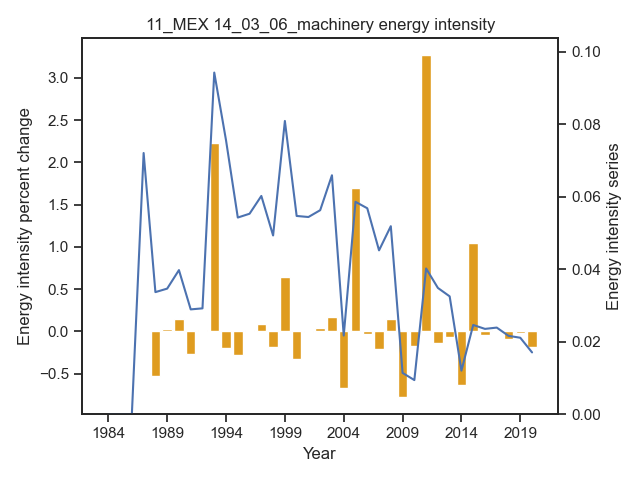 11_MEX 14_03_06_machinery energy intensity
Energy intensity percent change
3.0
2.5
2.0
1.5
1.0
0.5
0.0
−0.5
0.10
0.08
0.06
0.04
0.02
0.00
Energy intensity series
1984 1989 1994 1999 2004 2009 2014 2019
Year